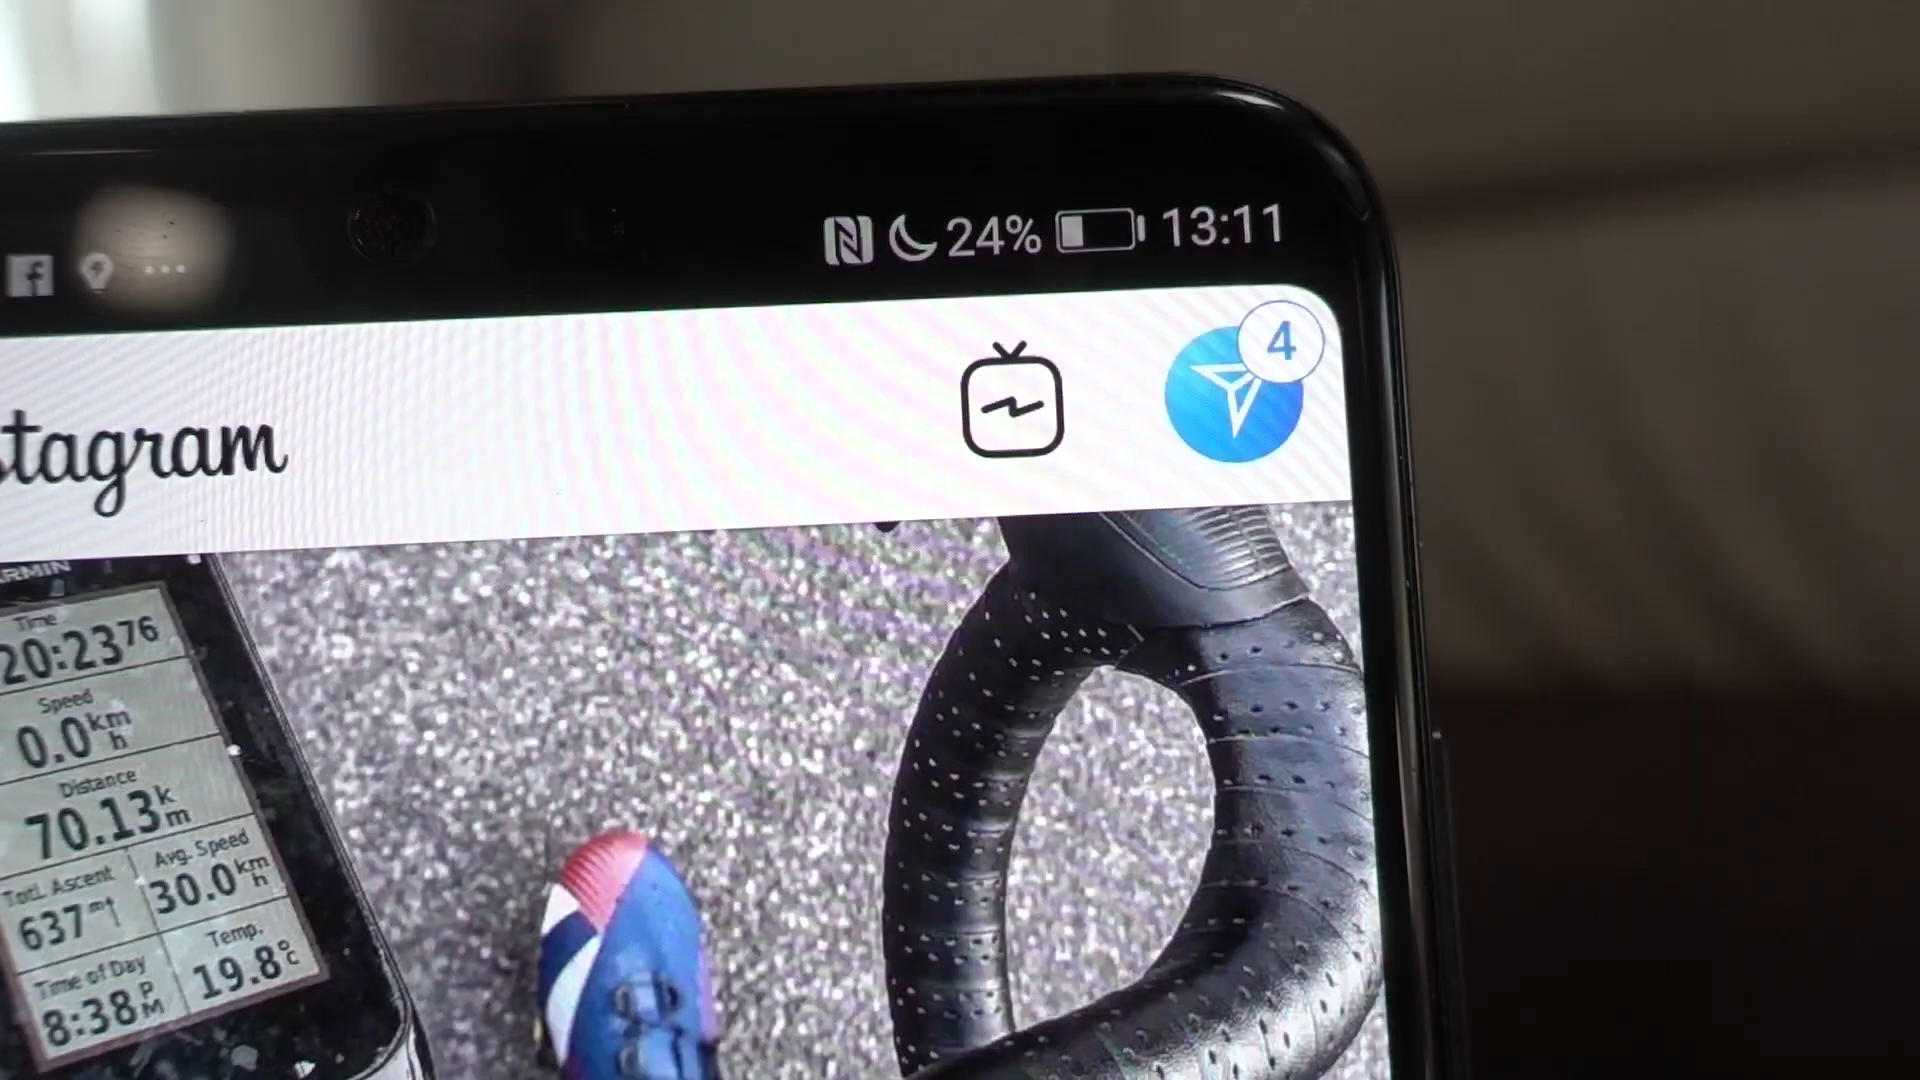 24% 13:11
4
stagram
ARMIN
Time
20:23 76
Speed
0.0 km h
Distance
70.13 k m
Totl. Ascent
637 m
Avg. Speed
30.0 km h
Time of Day
8:38 P M
Temp.
19.8 °C